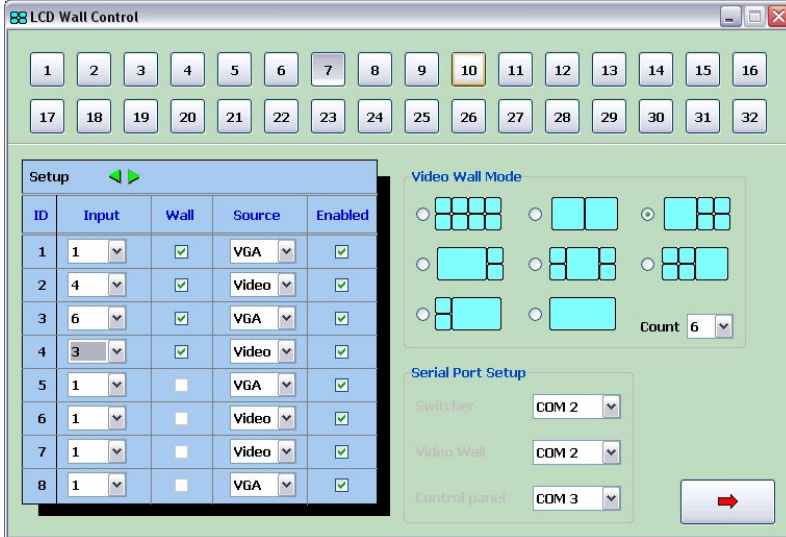 LCD Wall Control
1 2 3 4 5 6 7 8 9 10 11 12 13 14 15 16
17 18 19 20 21 22 23 24 25 26 27 28 29 30 31 32
Setup
ID Input Wall Source Enabled
1 1 VGA
2 4 Video
3 6 VGA
4 3 Video
5 1 VGA
6 1 Video
7 1 Video
8 1 VGA
Video Wall Mode
Count 6
Serial Port Setup
Switcher COM 2
Video Wall COM 2
Control panel COM 3